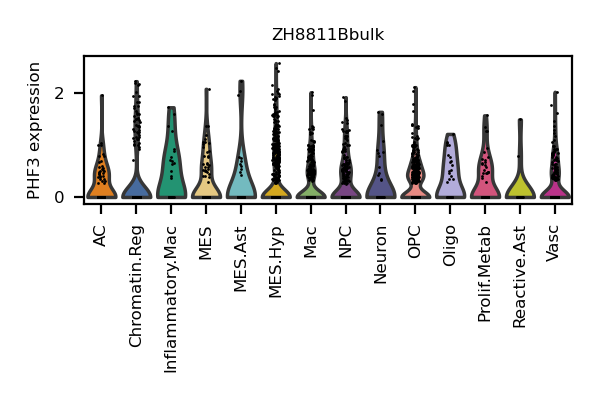 ZH8811Bbulk
PHF3 expression
2
0
AC
Chromatin.Reg
Inflammatory.Mac
MES
MES.Ast
MES.Hyp
Mac
NPC
Neuron
OPC
Oligo
Prolif.Metab
Reactive.Ast
Vasc